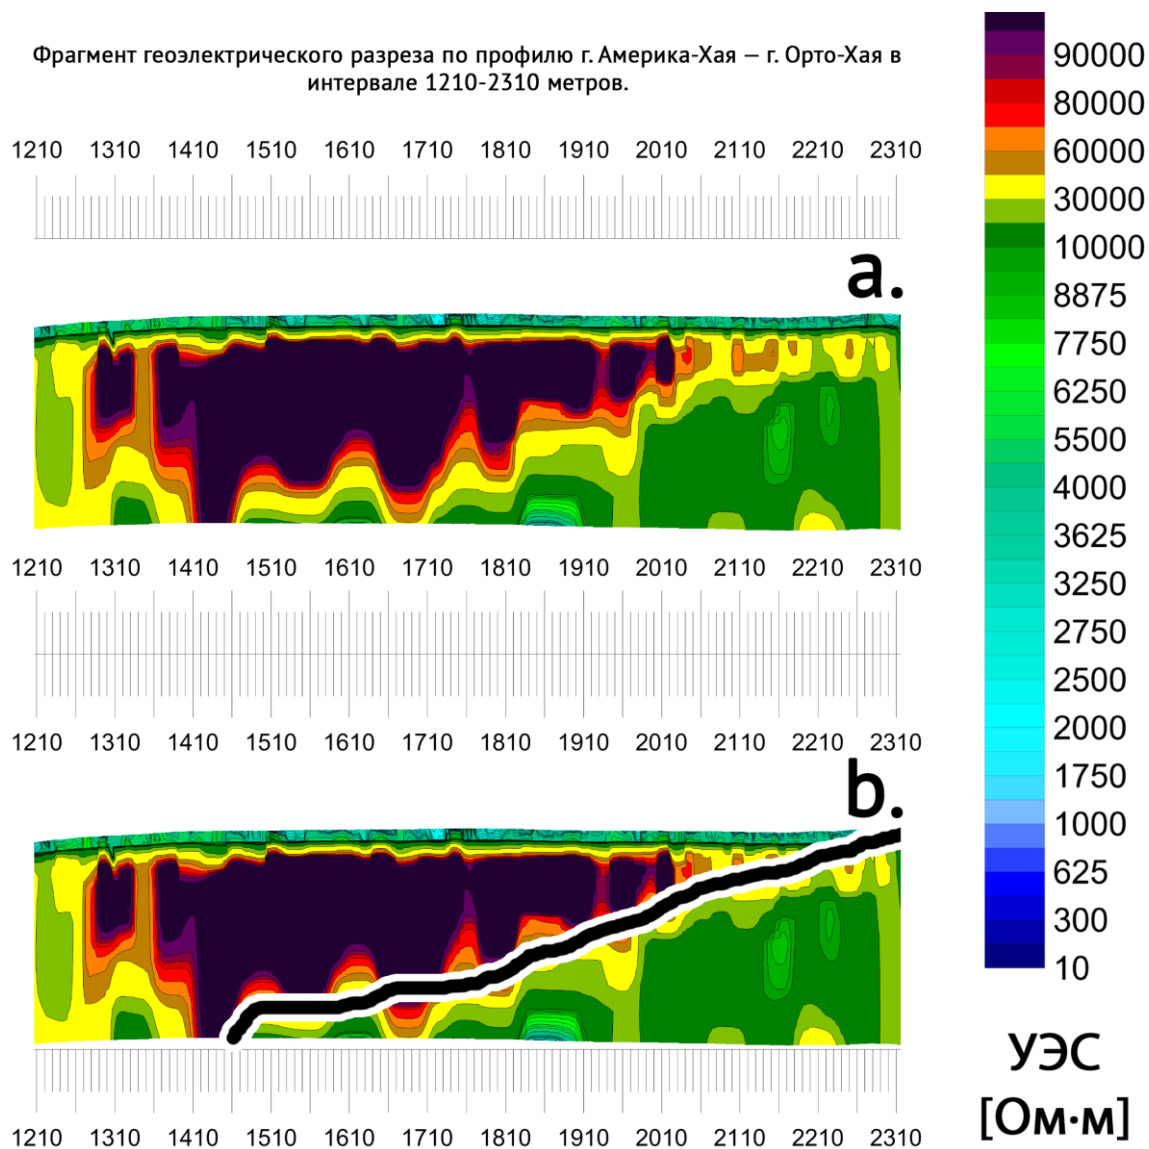 Фрагмент геоэлектрического разреза по профилю г. Америка-Хая — г. Орто-Хая в
интервале 1210-2310 метров.
1210 1310 1410 1510 1610 1710 1810 1910 2010 2110 2210 2310
a.
1210 1310 1410 1510 1610 1710 1810 1910 2010 2110 2210 2310
1210 1310 1410 1510 1610 1710 1810 1910 2010 2110 2210 2310
b.
1210 1310 1410 1510 1610 1710 1810 1910 2010 2110 2210 2310
90000
80000
60000
30000
10000
8875
7750
6250
5500
4000
3625
3250
2750
2500
2000
1750
1000
625
300
10
УЭС
[Ом·м]